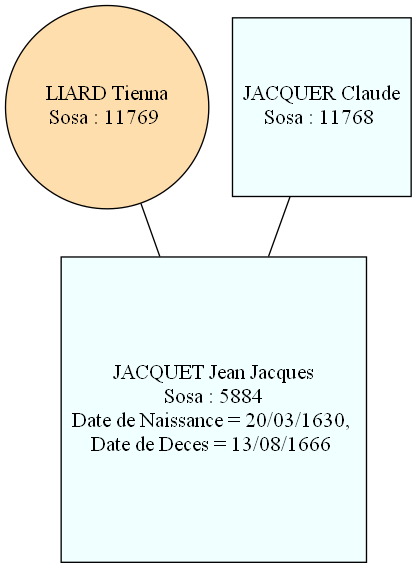 LIARD Tienna
Sosa : 11769
JACQUER Claude
Sosa : 11768
JACQUET Jean Jacques
Sosa : 5884
Date de Naissance = 20/03/1630,
Date de Deces = 13/08/1666